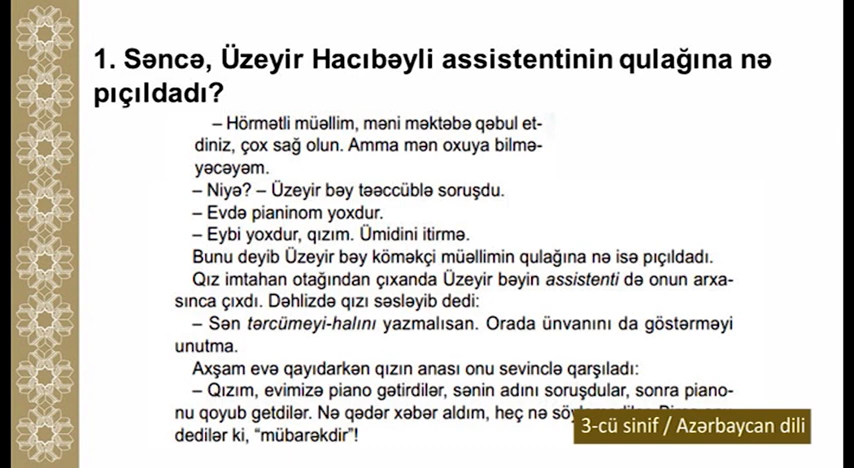 1. Səncə, Üzeyir Hacıbəyli assistentinin qulağına nə
pıçıldadı?
– Hörmətli müəllim, məni məktəbə qəbul et-
diniz, çox sağ olun. Amma mən oxuya bilmə-
yəcəyəm.
– Niyə? – Üzeyir bəy təəccüblə soruşdu.
– Evdə pianinom yoxdur.
– Eybi yoxdur, qızım. Ümidini itirmə.
Bunu deyib Üzeyir bəy köməkçi müəllimin qulağına nə isə pıçıldadı.
Qız imtahan otağından çıxanda Üzeyir bəyin assistenti də onun arxa-
sınca çıxdı. Dəhlizdə qızı səsləyib dedi:
– Sən tərcümeyi-halını yazmalısan. Orada ünvanını da göstərməyi
unutma.
Axşam evə qayıdarkən qızın anası onu sevinclə qarşıladı:
– Qızım, evimizə piano gətirdilər, sənin adını soruşdular, sonra piano-
nu qoyub getdilər. Nə qədər xəbər aldım, heç nə
dedilər ki, “mübarəkdir”!
3-cü sinif / Azərbaycan dili